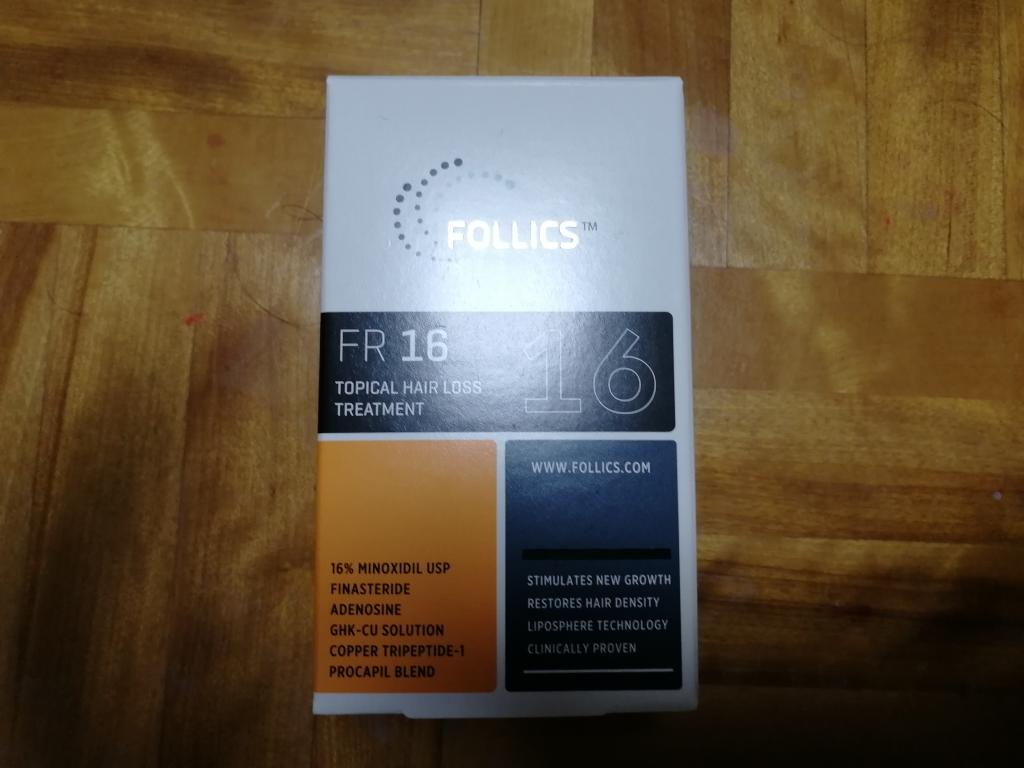 FOLLICS™
FR 16
16
TOPICAL HAIR LOSS
TREATMENT
16% MINOXIDIL USP
FINASTERIDE
ADENOSINE
GHK-CU SOLUTION
COPPER TRIPEPTIDE-1
PROCAPIL BLEND
WWW.FOLLICS.COM
STIMULATES NEW GROWTH
RESTORES HAIR DENSITY
LIPOSPHERE TECHNOLOGY
CLINICALLY PROVEN